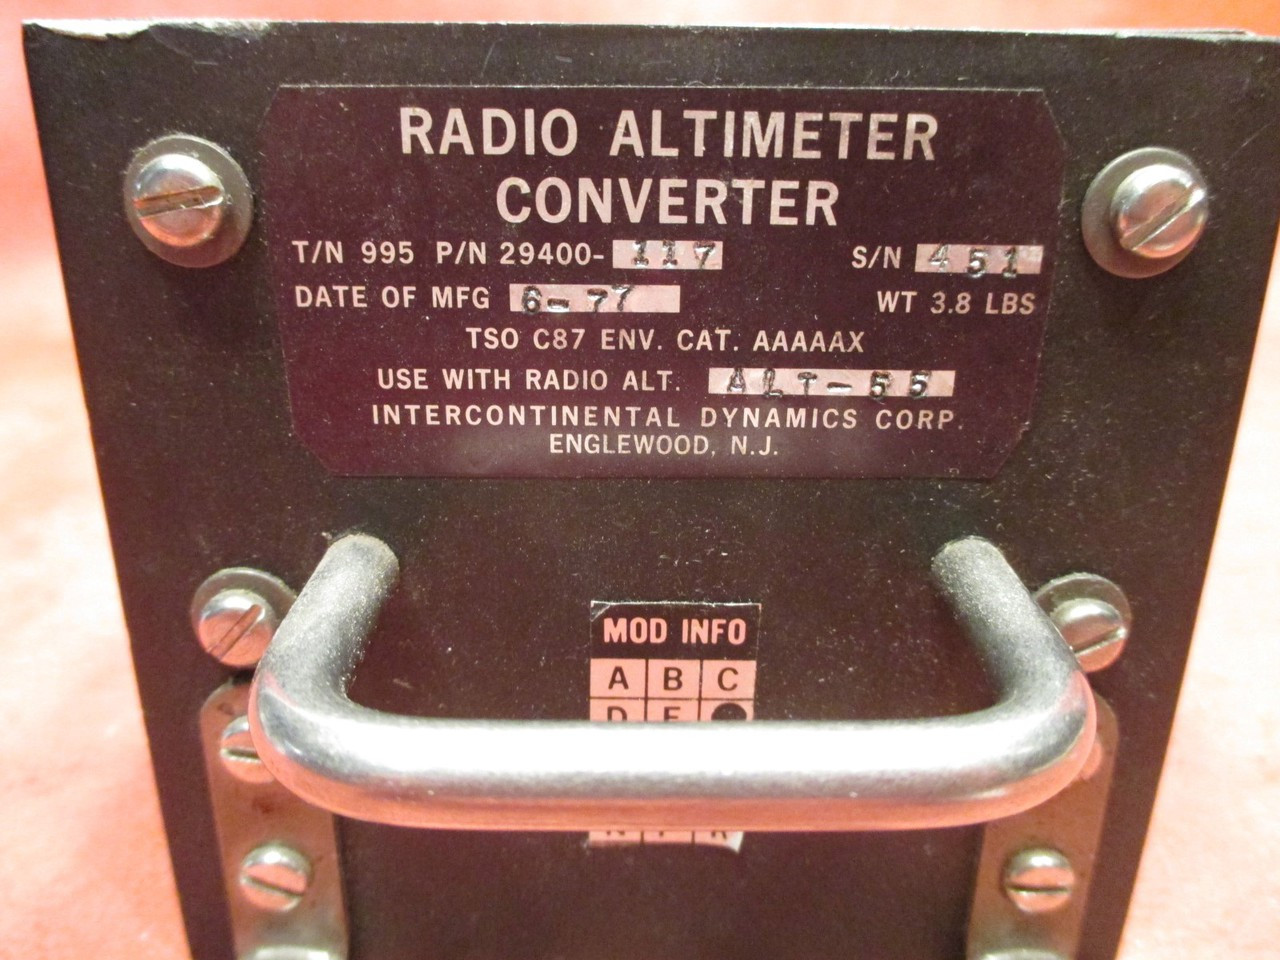 RADIO ALTIMETER
CONVERTER
T/N 995 P/N 29400-117 S/N 451
DATE OF MFG 6-77 WT 3.8 LBS
TSO C87 ENV. CAT. AAAAAX
USE WITH RADIO ALT. ALT-55
INTERCONTINENTAL DYNAMICS CORP.
ENGLEWOOD, N.J.
MOD INFO
A B C
D E
N P R